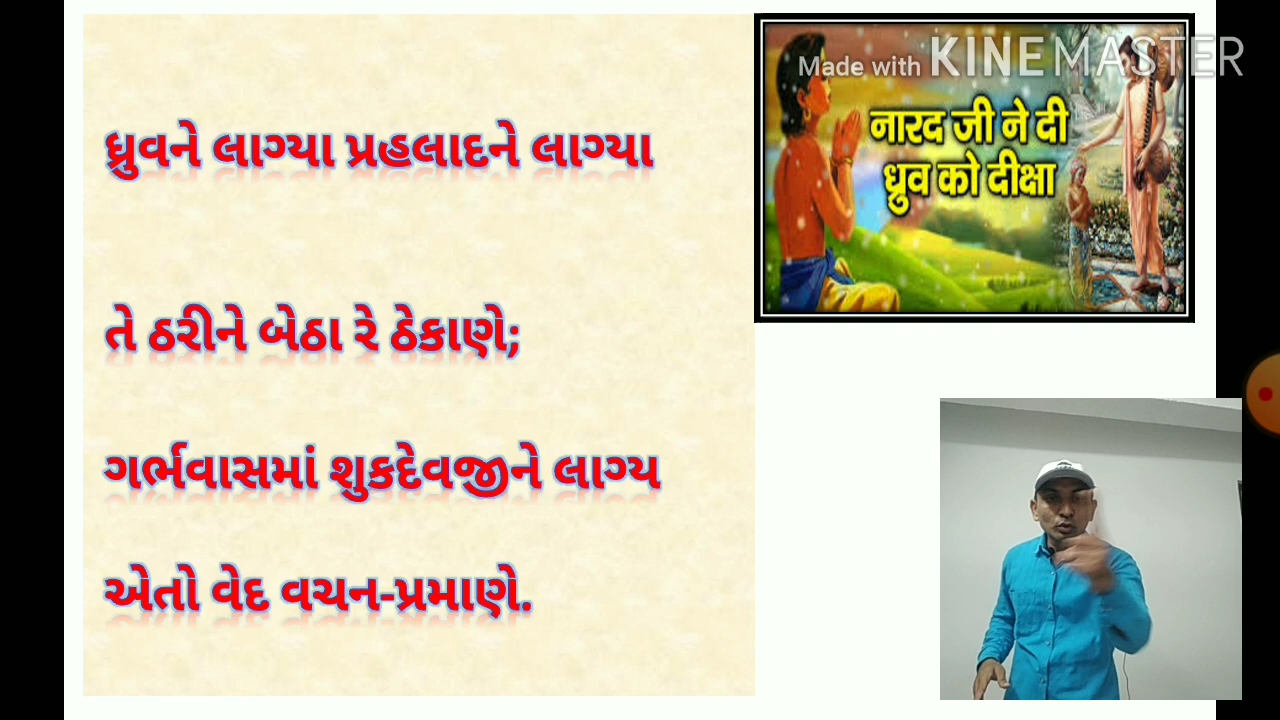 ધ્રુવને લાગ્યા પ્રહલાદને લાગ્યા
તે ઠરીને બેઠા રે ઠેકાણે;
ગર્ભવાસમાં શુકદેવજીને લાગ્ય
એતો વેદ વચન-પ્રમાણે.
Made with KINEMASTER
नारद जी ने दी
ध्रुव को दीक्षा